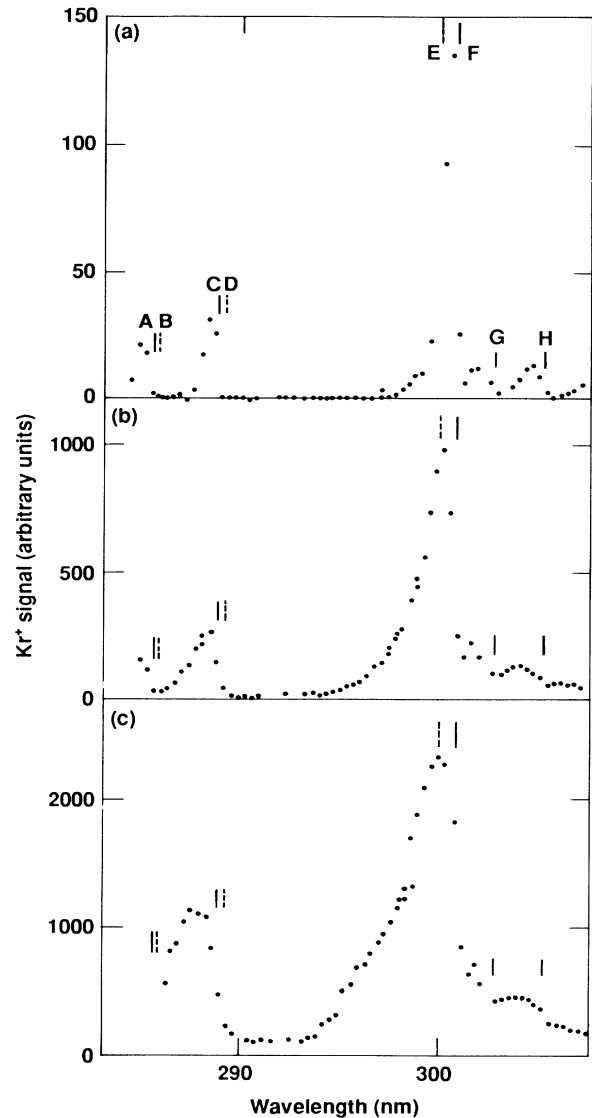 150
(a)
E F
100
50
C D
A B
G H
0
(b)
1000
500
0
(c)
2000
1000
0
290 300
Wavelength (nm)
Kr⁺ signal (arbitrary units)